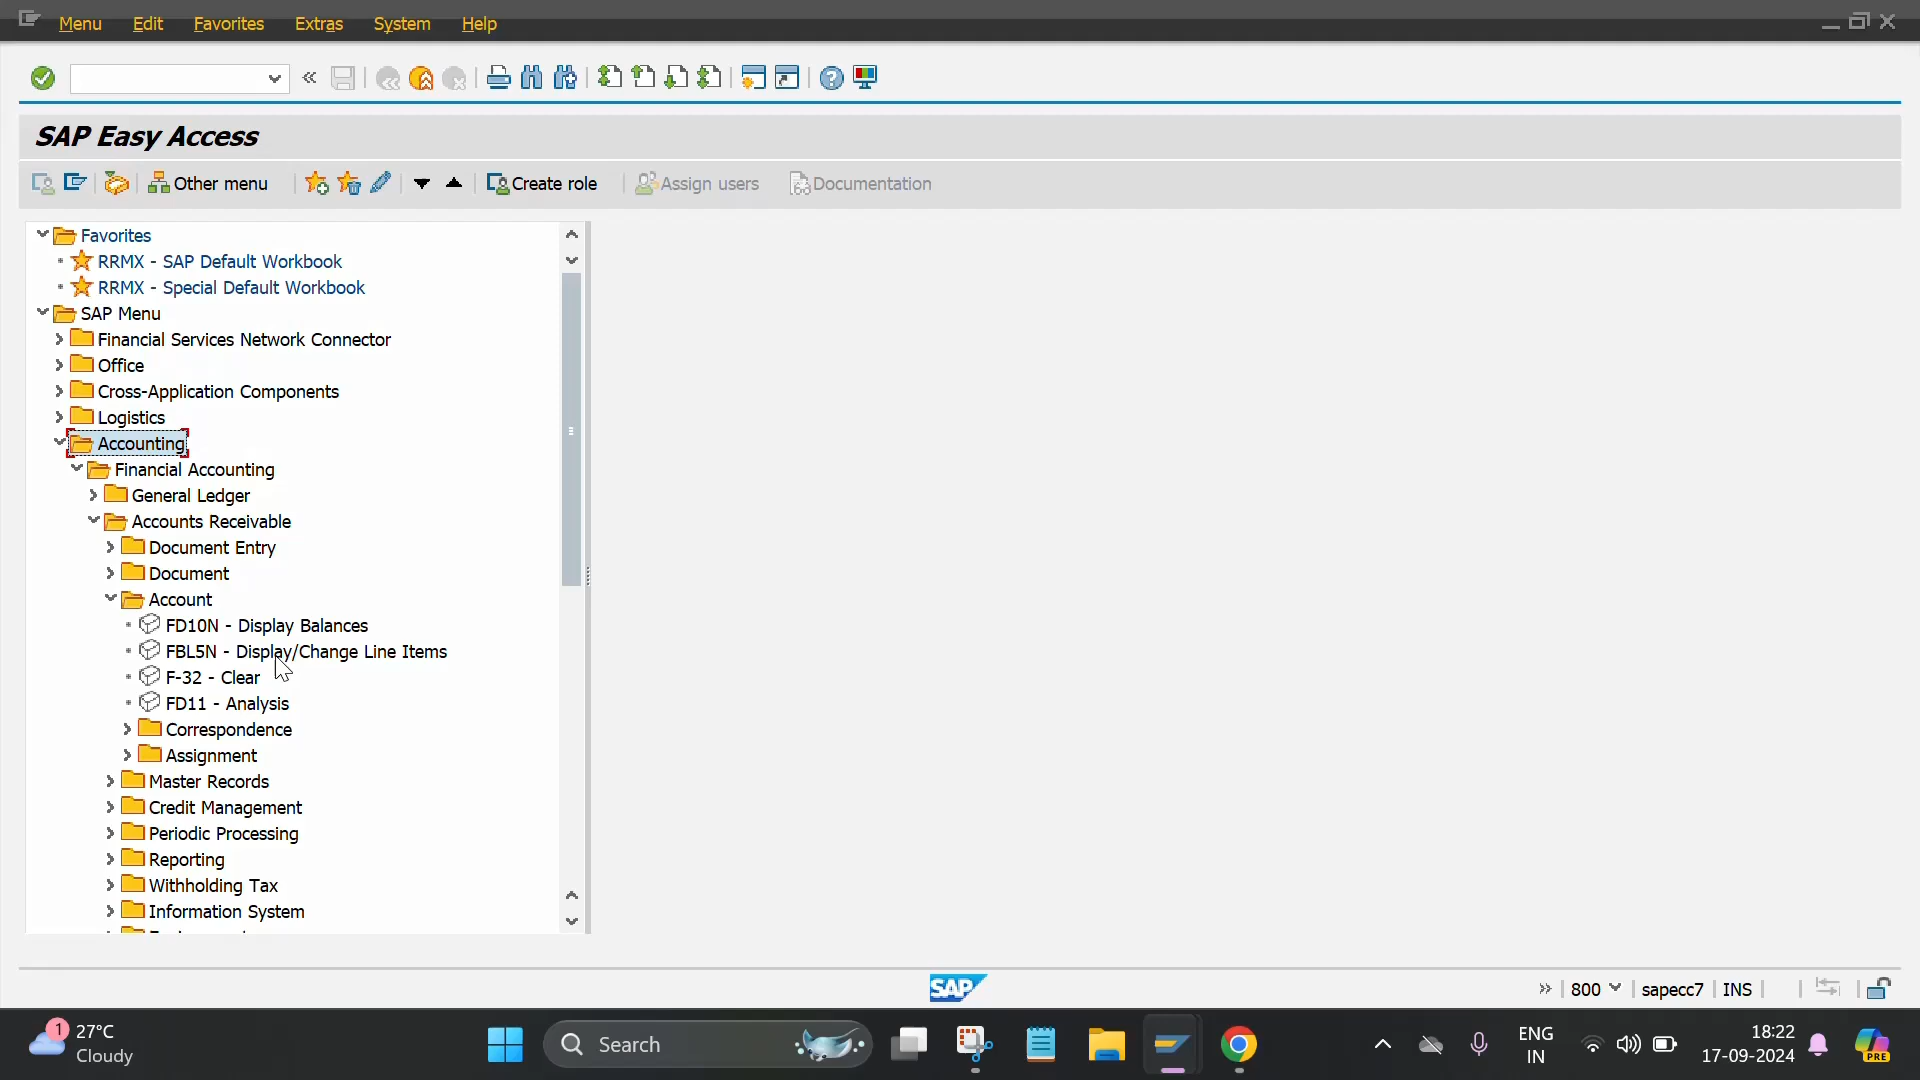 Menu Edit Favorites Extras System Help
SAP Easy Access
Other menu Create role Assign users Documentation
Favorites
RRMX - SAP Default Workbook
RRMX - Special Default Workbook
SAP Menu
Financial Services Network Connector
Office
Cross-Application Components
Logistics
Accounting
Financial Accounting
General Ledger
Accounts Receivable
Document Entry
Document
Account
FD10N - Display Balances
FBL5N - Display/Change Line Items
F-32 - Clear
FD11 - Analysis
Correspondence
Assignment
Master Records
Credit Management
Periodic Processing
Reporting
Withholding Tax
Information System
SAP
800 sapecc7 INS
1
27°C
Cloudy
Search
ENG
IN
18:22
17-09-2024
PRE